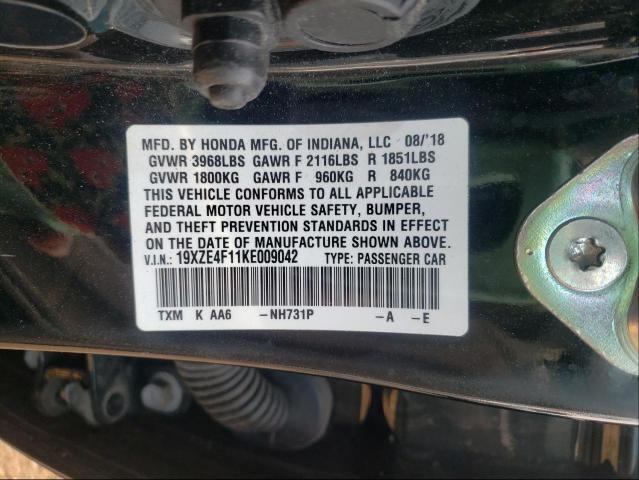 MFD. BY HONDA MFG. OF INDIANA, LLC 08/'18
GVWR 3968LBS GAWR F 2116LBS R 1851LBS
GVWR 1800KG GAWR F 960KG R 840KG
THIS VEHICLE CONFORMS TO ALL APPLICABLE
FEDERAL MOTOR VEHICLE SAFETY, BUMPER,
AND THEFT PREVENTION STANDARDS IN EFFECT
ON THE DATE OF MANUFACTURE SHOWN ABOVE.
V.I.N.: 19XZE4F11KE009042 TYPE: PASSENGER CAR
TXM K AA6 -NH731P -A -E